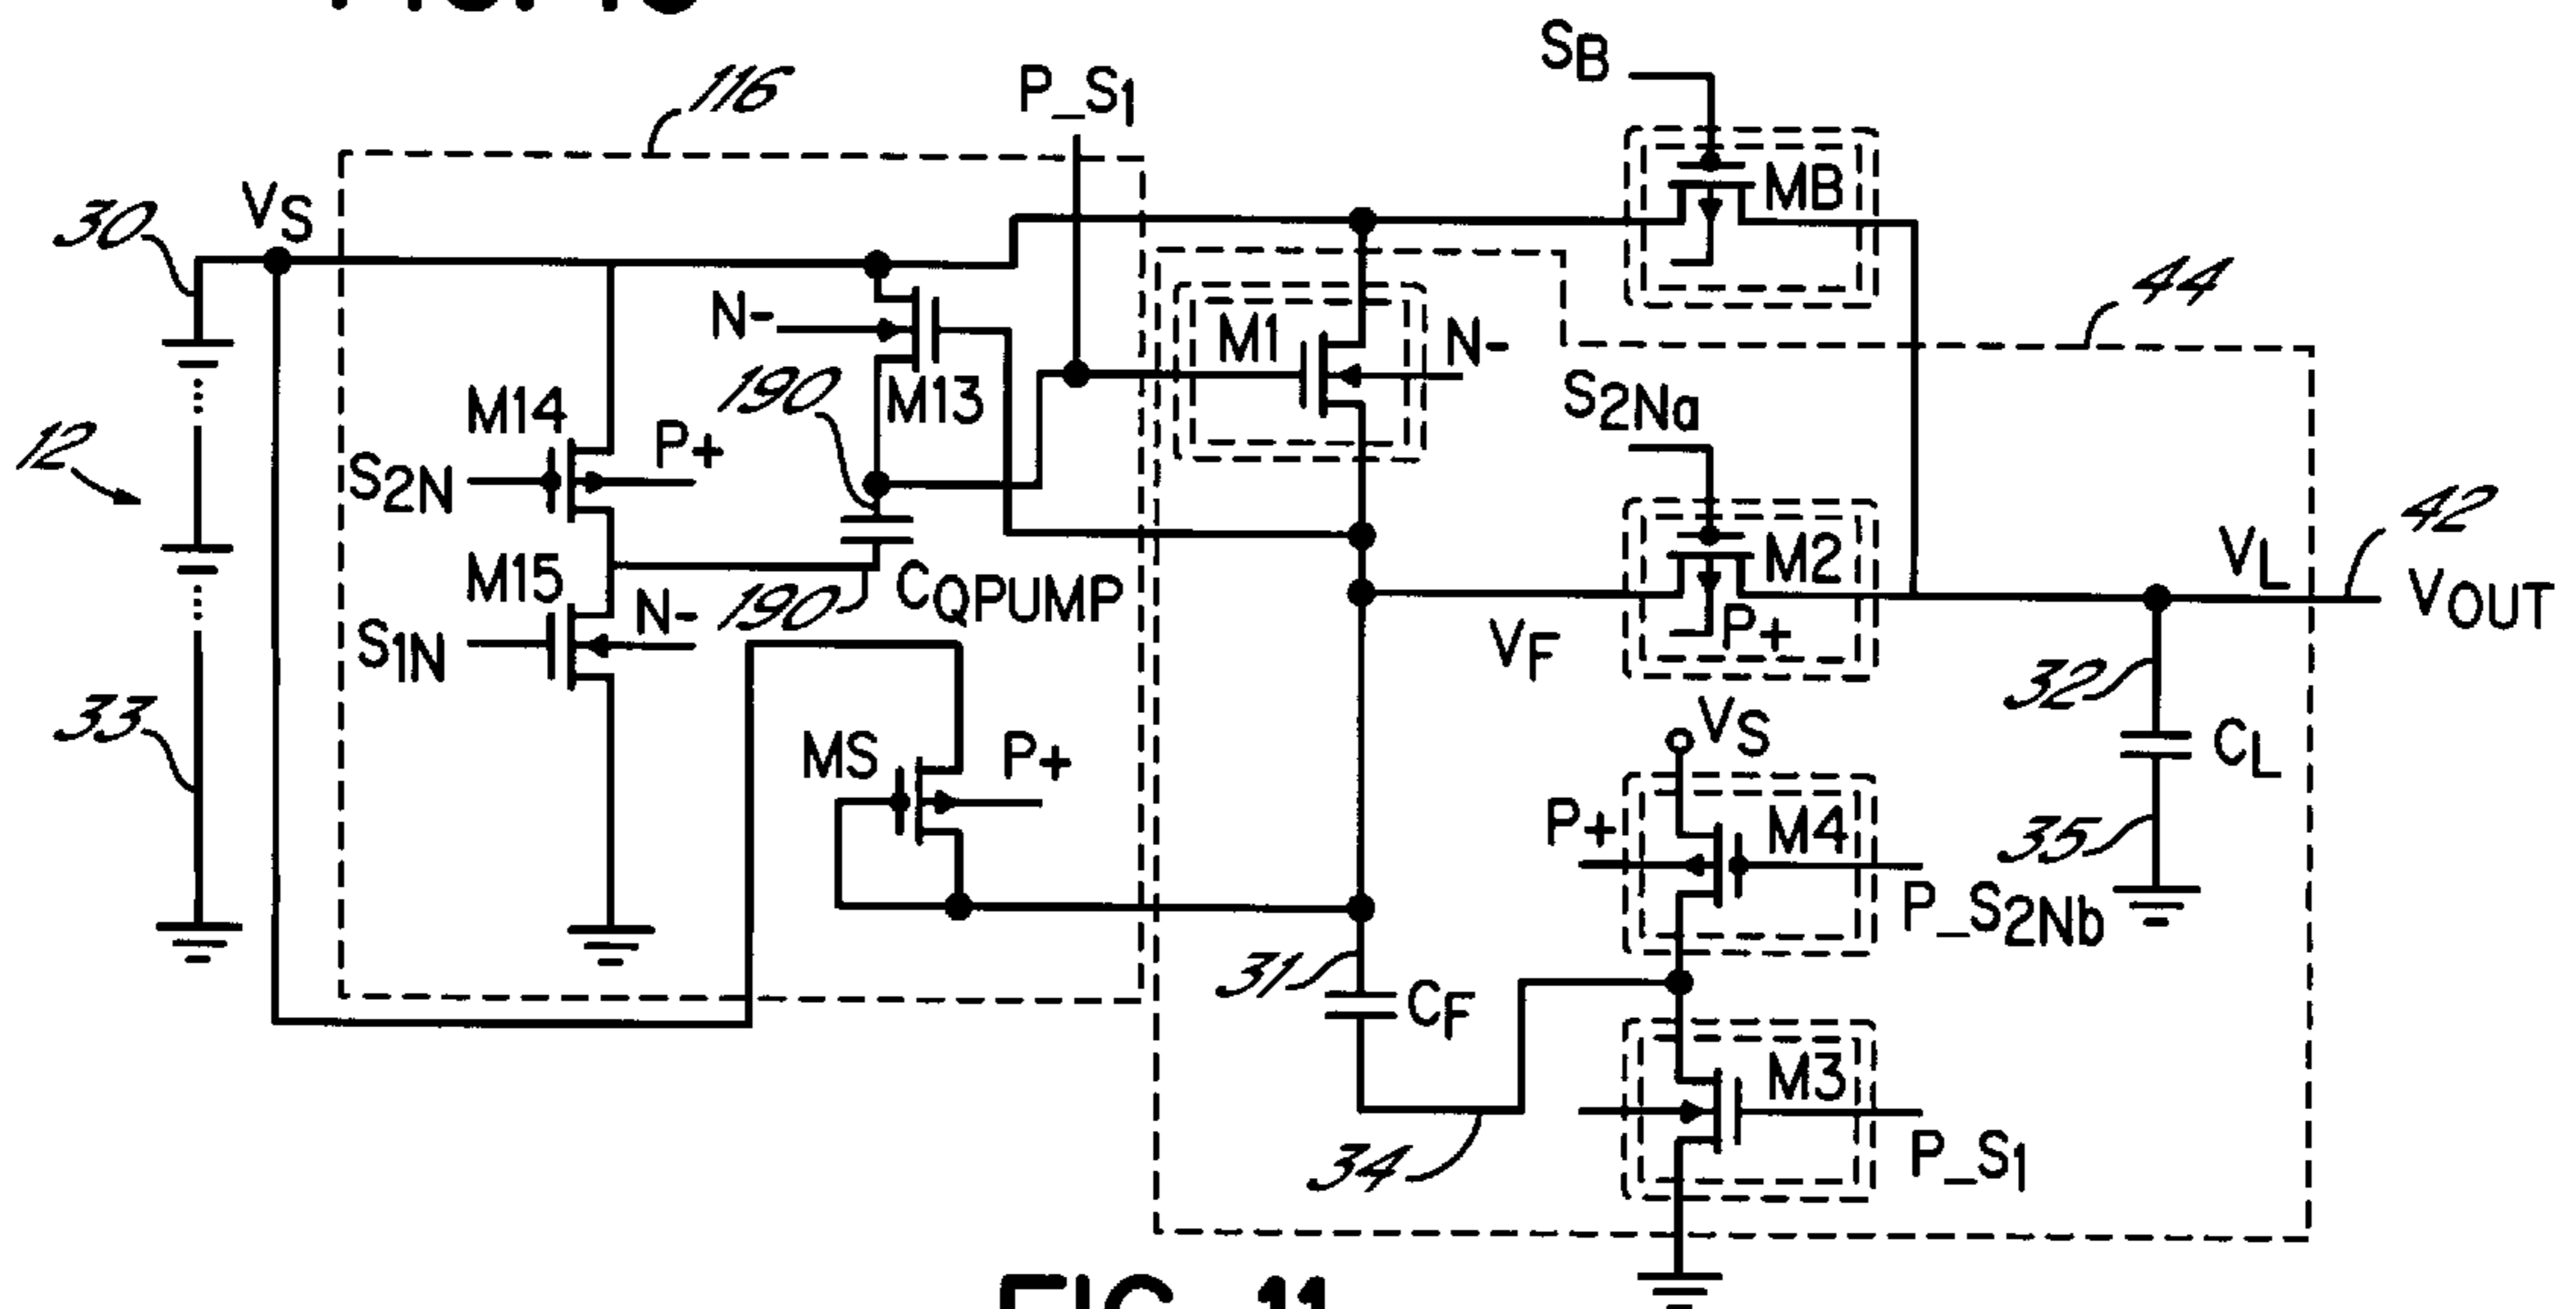 SB
116
P_S1
VS
30
MB
44
N-
M1
N-
190
M13
M14
P+
S2N
12
S2Na
42
VL
VOUT
M2
P+
VF
M15
N-
S1N
190
CQPUMP
32
CL
33
VS
MS
P+
P+
M4
P_S2Nb
35
31
CF
M3
P_S1
34